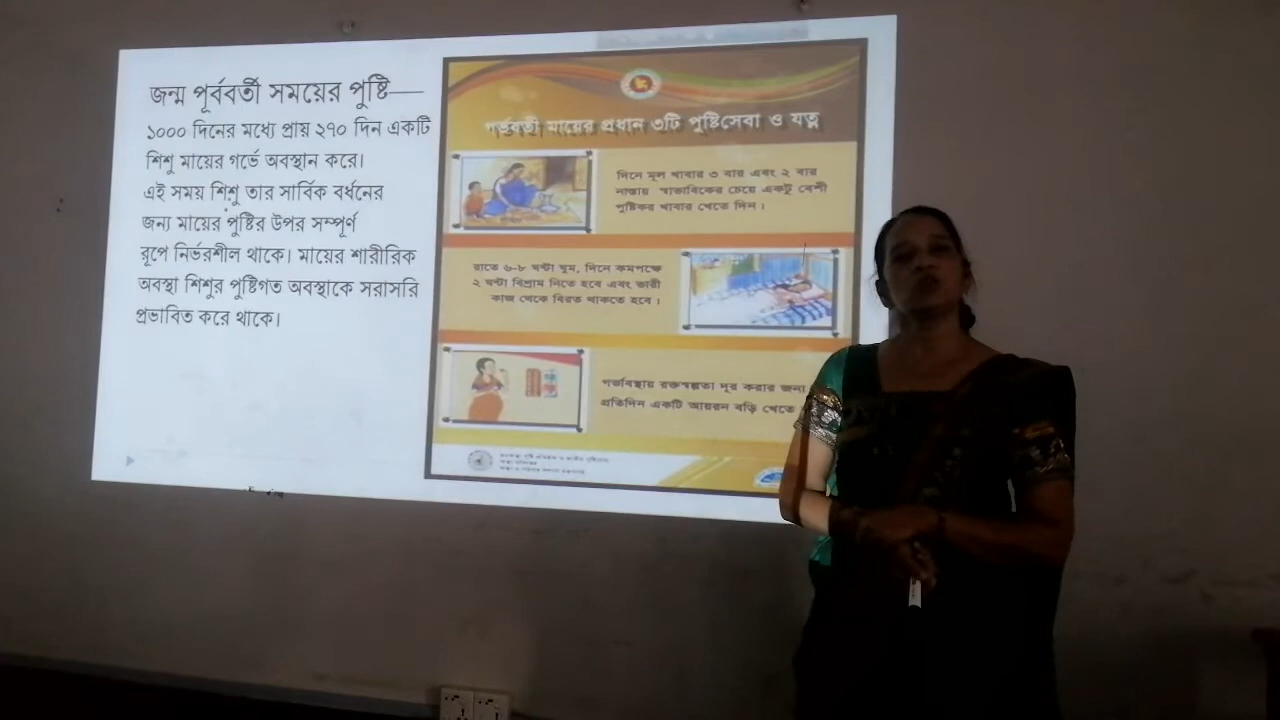 জন্ম পূর্ববর্তী সময়ের পুষ্টি—
১০০০ দিনের মধ্যে প্রায় ২৭০ দিন একটি
শিশু মায়ের গর্ভে অবস্থান করে।
এই সময় শিশু তার সার্বিক বর্ধনের
জন্য মায়ের পুষ্টির উপর সম্পূর্ণ
রূপে নির্ভরশীল থাকে। মায়ের শারীরিক
অবস্থা শিশুর পুষ্টিগত অবস্থাকে সরাসরি
প্রভাবিত করে থাকে।
গর্ভবতী মায়ের প্রধান ৩টি পুষ্টিসেবা ও যত্ন
দিনে মূল খাবার ৩ বার এবং ২ বার
নাস্তায় স্বাভাবিকের চেয়ে একটু বেশী
পুষ্টিকর খাবার খেতে দিন।
রাতে ৬-৮ ঘন্টা ঘুম, দিনে কমপক্ষে
২ ঘন্টা বিশ্রাম নিতে হবে এবং ভারী
কাজ থেকে বিরত থাকতে হবে।
গর্ভাবস্থায় রক্তস্বল্পতা দূর করার জন্য
প্রতিদিন একটি আয়রন বড়ি খেতে